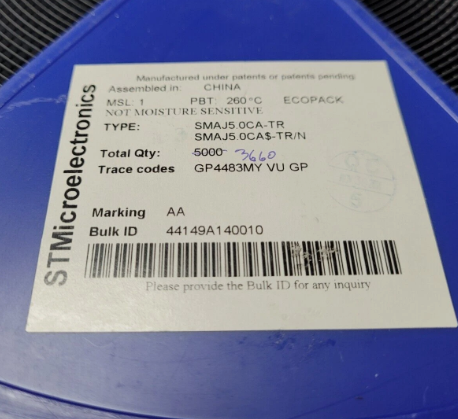 STMicroelectronics
Manufactured under patents or patents pending
Assembled in: CHINA
MSL: 1 PBT: 260°C ECOPACK
NOT MOISTURE SENSITIVE
TYPE: SMAJ5.0CA-TR
SMAJ5.0CA$-TR/N
Total Qty: 5000 3660
Trace codes GP4483MY VU GP
Marking AA
Bulk ID 44149A140010
Please provide the Bulk ID for any inquiry